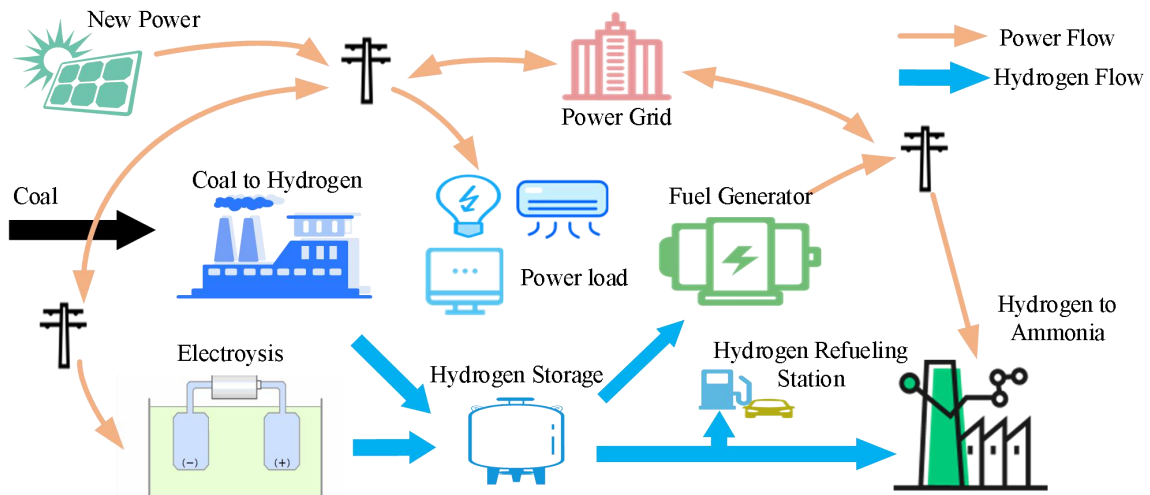 New Power
Power Flow
Hydrogen Flow
Power Grid
Coal
Coal to Hydrogen
Fuel Generator
Power load
Hydrogen to
Ammonia
Electroysis
Hydrogen Storage
Hydrogen Refueling
Station
(−)
(+)